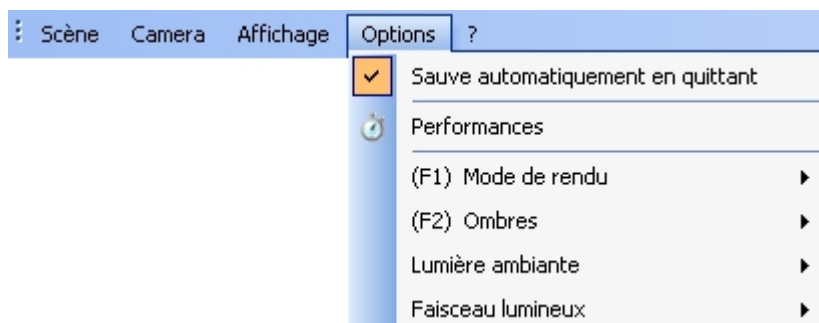 Scène Camera Affichage Options ?
Sauve automatiquement en quittant
Performances
(F1) Mode de rendu
(F2) Ombres
Lumière ambiante
Faisceau lumineux